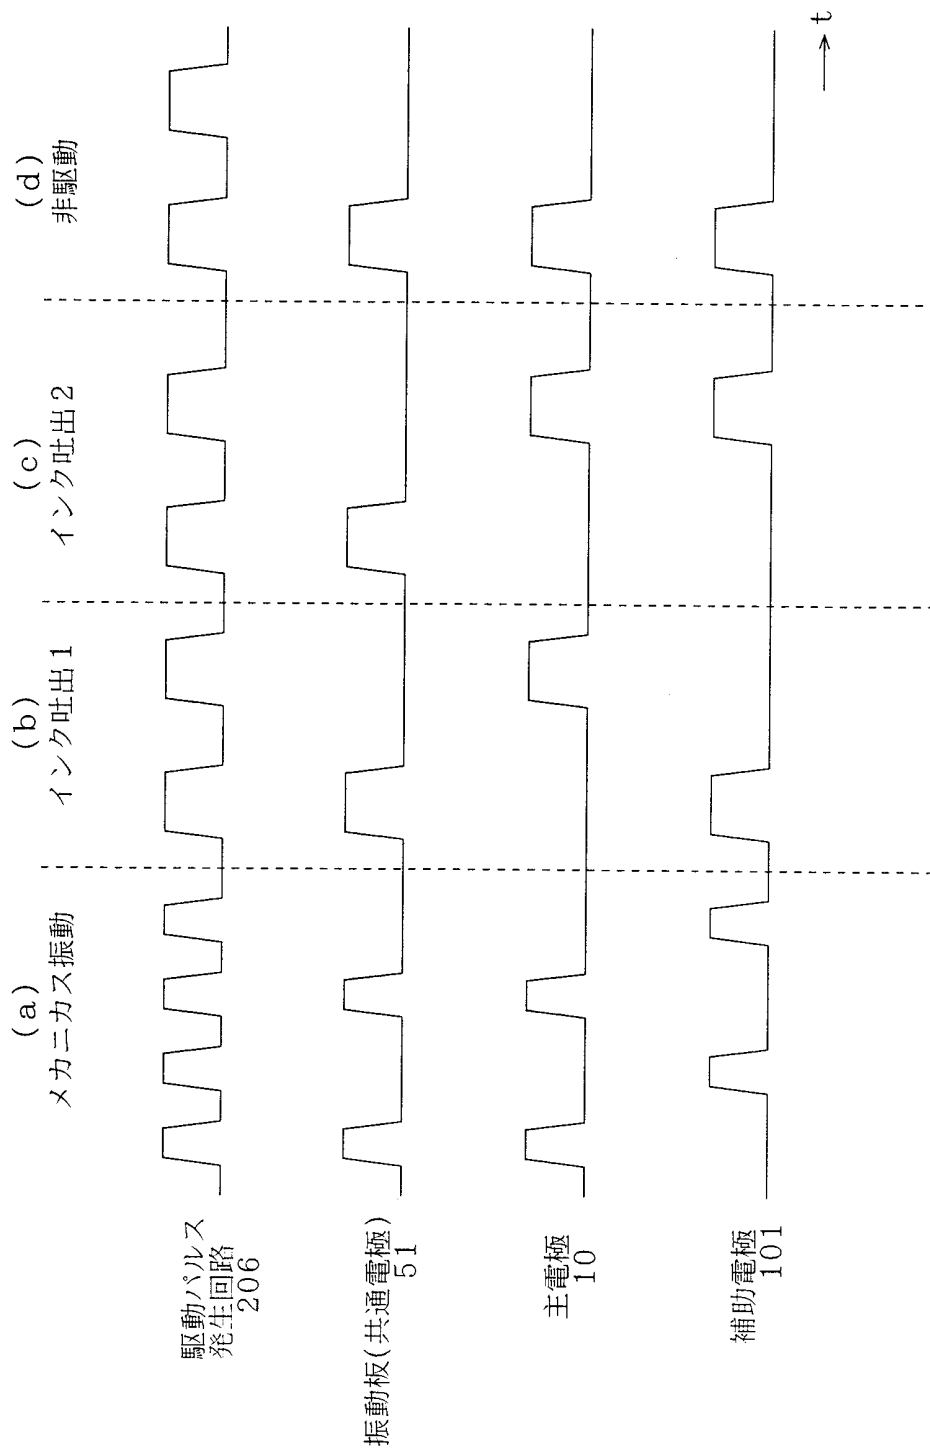 (a)
メカニカス振動
(b)
インク吐出1
(c)
インク吐出2
(d)
非駆動
駆動パルス
発生回路
206
振動板(共通電極)
51
主電極
10
補助電極
101
→t